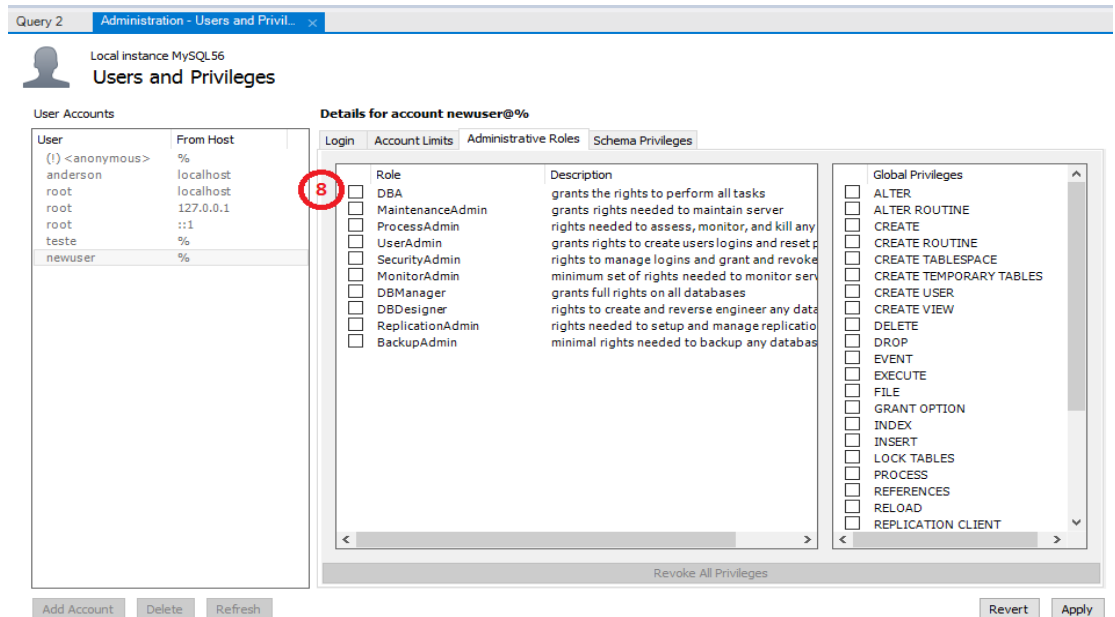 Query 2
Administration - Users and Privil...
Local instance MySQL56
Users and Privileges
User Accounts
User From Host
(!) <anonymous> %
anderson localhost
root localhost
root 127.0.0.1
root ::1
teste %
newuser %
Details for account newuser@%
Login Account Limits Administrative Roles Schema Privileges
8
Role Description
DBA grants the rights to perform all tasks
MaintenanceAdmin grants rights needed to maintain server
ProcessAdmin rights needed to assess, monitor, and kill any
UserAdmin grants rights to create users logins and reset p
SecurityAdmin rights to manage logins and grant and revoke
MonitorAdmin minimum set of rights needed to monitor serv
DBManager grants full rights on all databases
DBDesigner rights to create and reverse engineer any data
ReplicationAdmin rights needed to setup and manage replicatio
BackupAdmin minimal rights needed to backup any databas
Global Privileges
ALTER
ALTER ROUTINE
CREATE
CREATE ROUTINE
CREATE TABLESPACE
CREATE TEMPORARY TABLES
CREATE USER
CREATE VIEW
DELETE
DROP
EVENT
EXECUTE
FILE
GRANT OPTION
INDEX
INSERT
LOCK TABLES
PROCESS
REFERENCES
RELOAD
REPLICATION CLIENT
Revoke All Privileges
Add Account Delete Refresh
Revert Apply